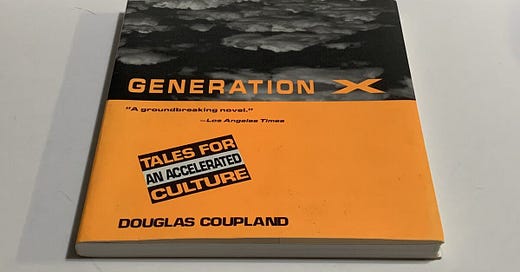 GENERATION X
"A groundbreaking novel."
—Los Angeles Times
TALES FOR
AN ACCELERATED
CULTURE
DOUGLAS COUPLAND